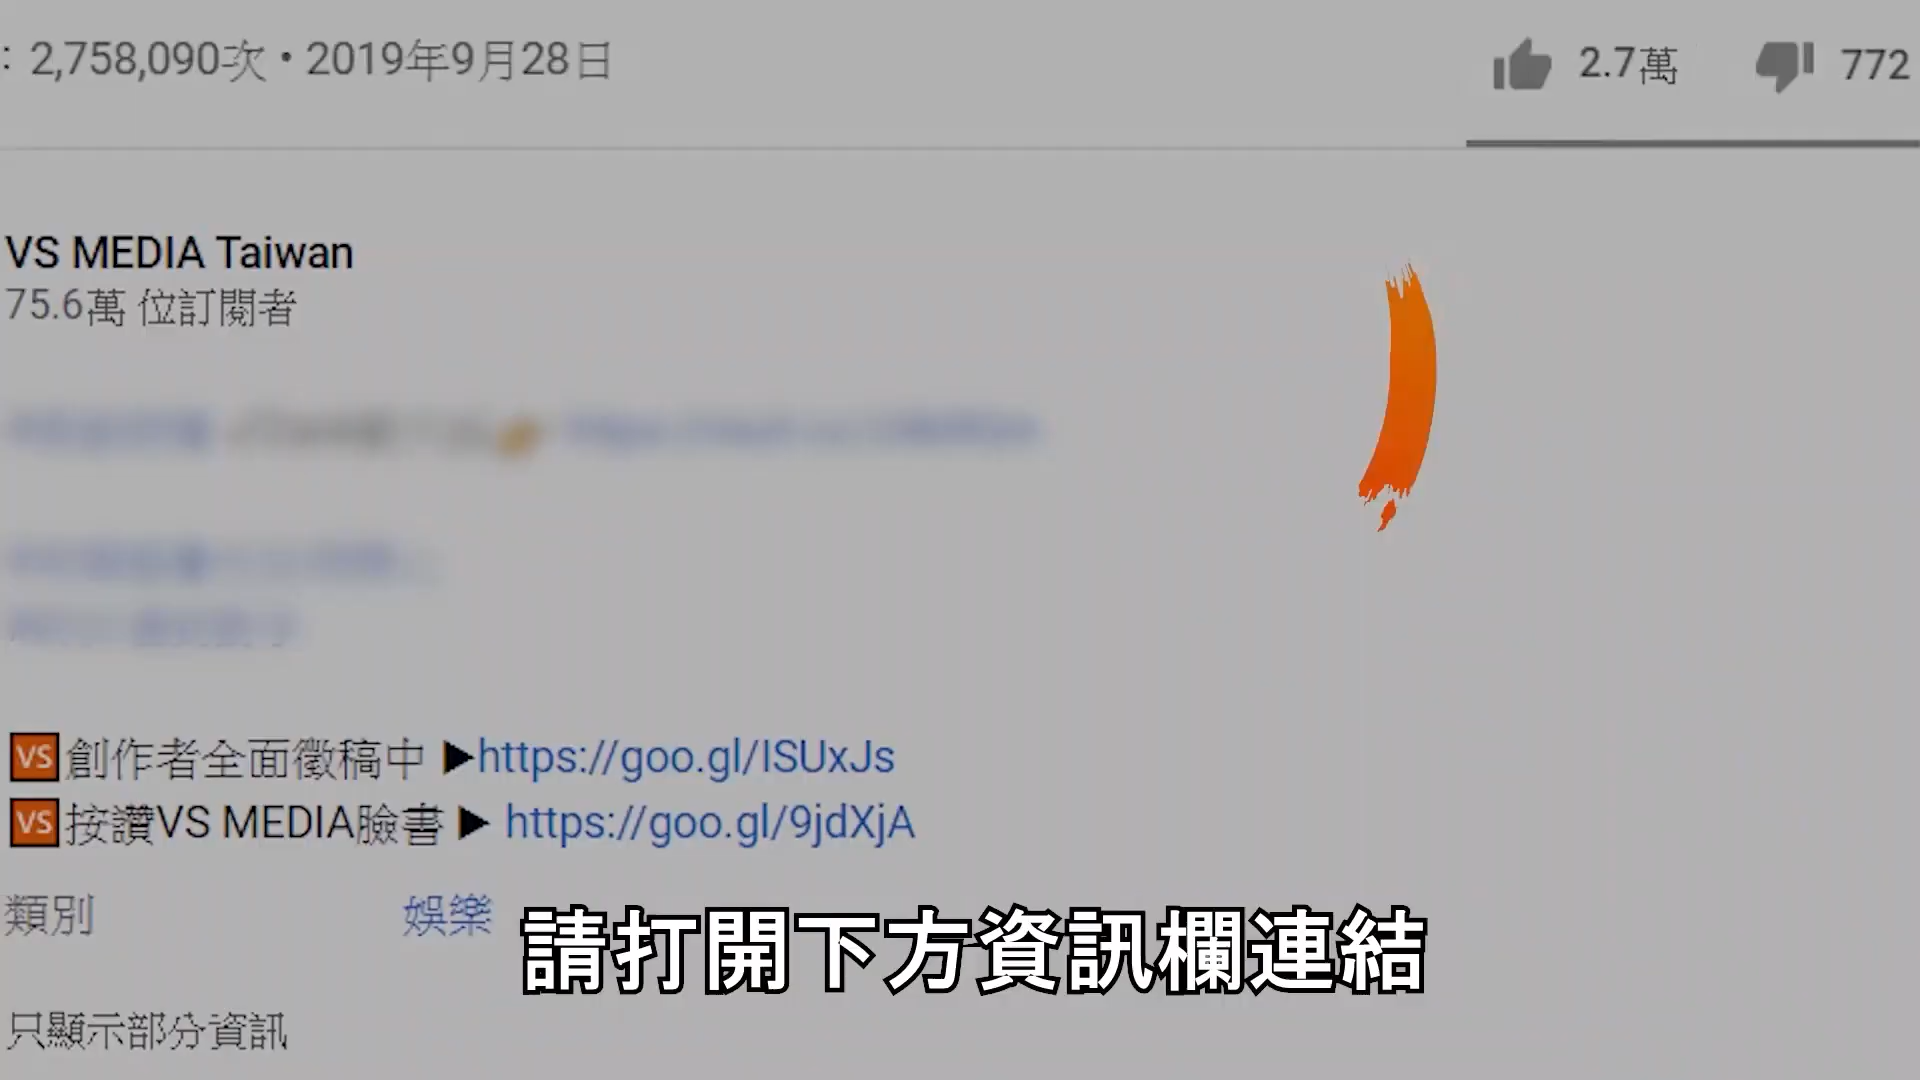 : 2,758,090次 • 2019年9月28日
2.7萬
772
VS MEDIA Taiwan
75.6萬 位訂閱者
VS創作者全面徵稿中 ▶https://goo.gl/ISUxJs
VS按讚VS MEDIA臉書 ▶ https://goo.gl/9jdXjA
類別 娛樂
請打開下方資訊欄連結
只顯示部分資訊